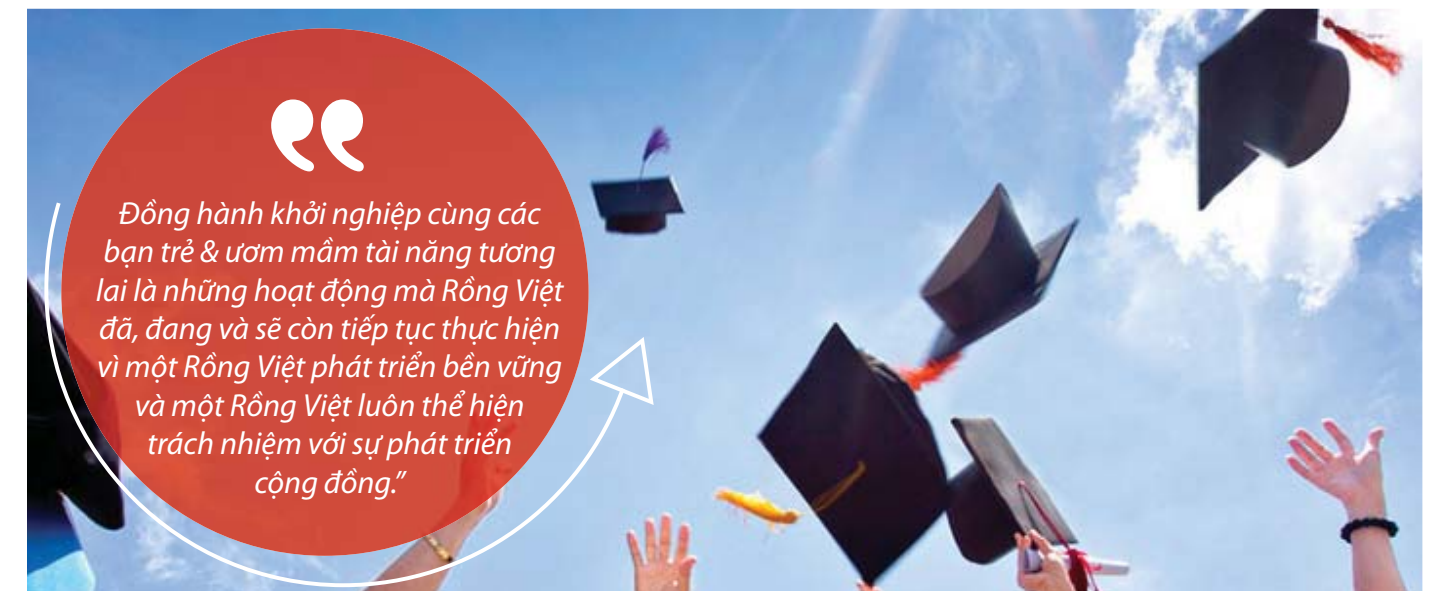 Đồng hành khởi nghiệp cùng các
bạn trẻ & ươm mầm tài năng tương
lai là những hoạt động mà Rồng Việt
đã, đang và sẽ còn tiếp tục thực hiện
vì một Rồng Việt phát triển bền vững
và một Rồng Việt luôn thể hiện
trách nhiệm với sự phát triển
cộng đồng.”